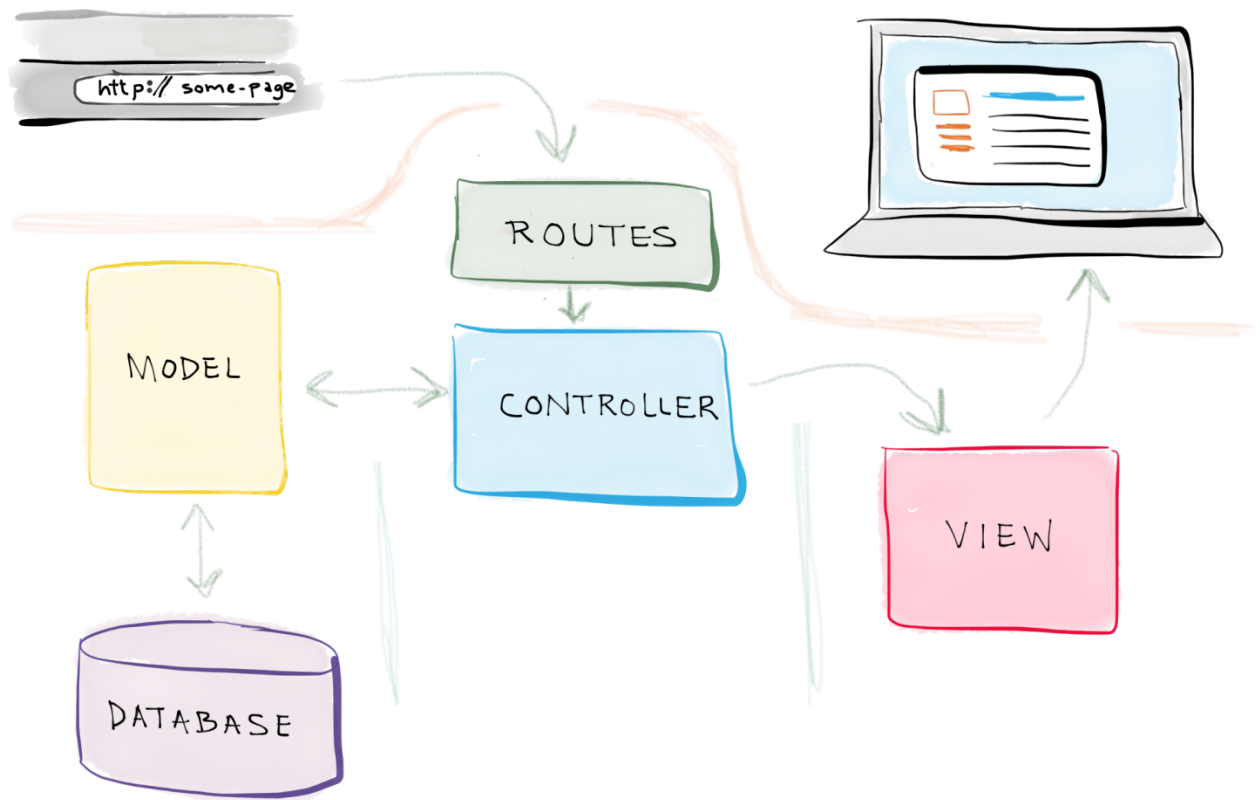 http:// some-page
ROUTES
MODEL
CONTROLLER
VIEW
DATABASE